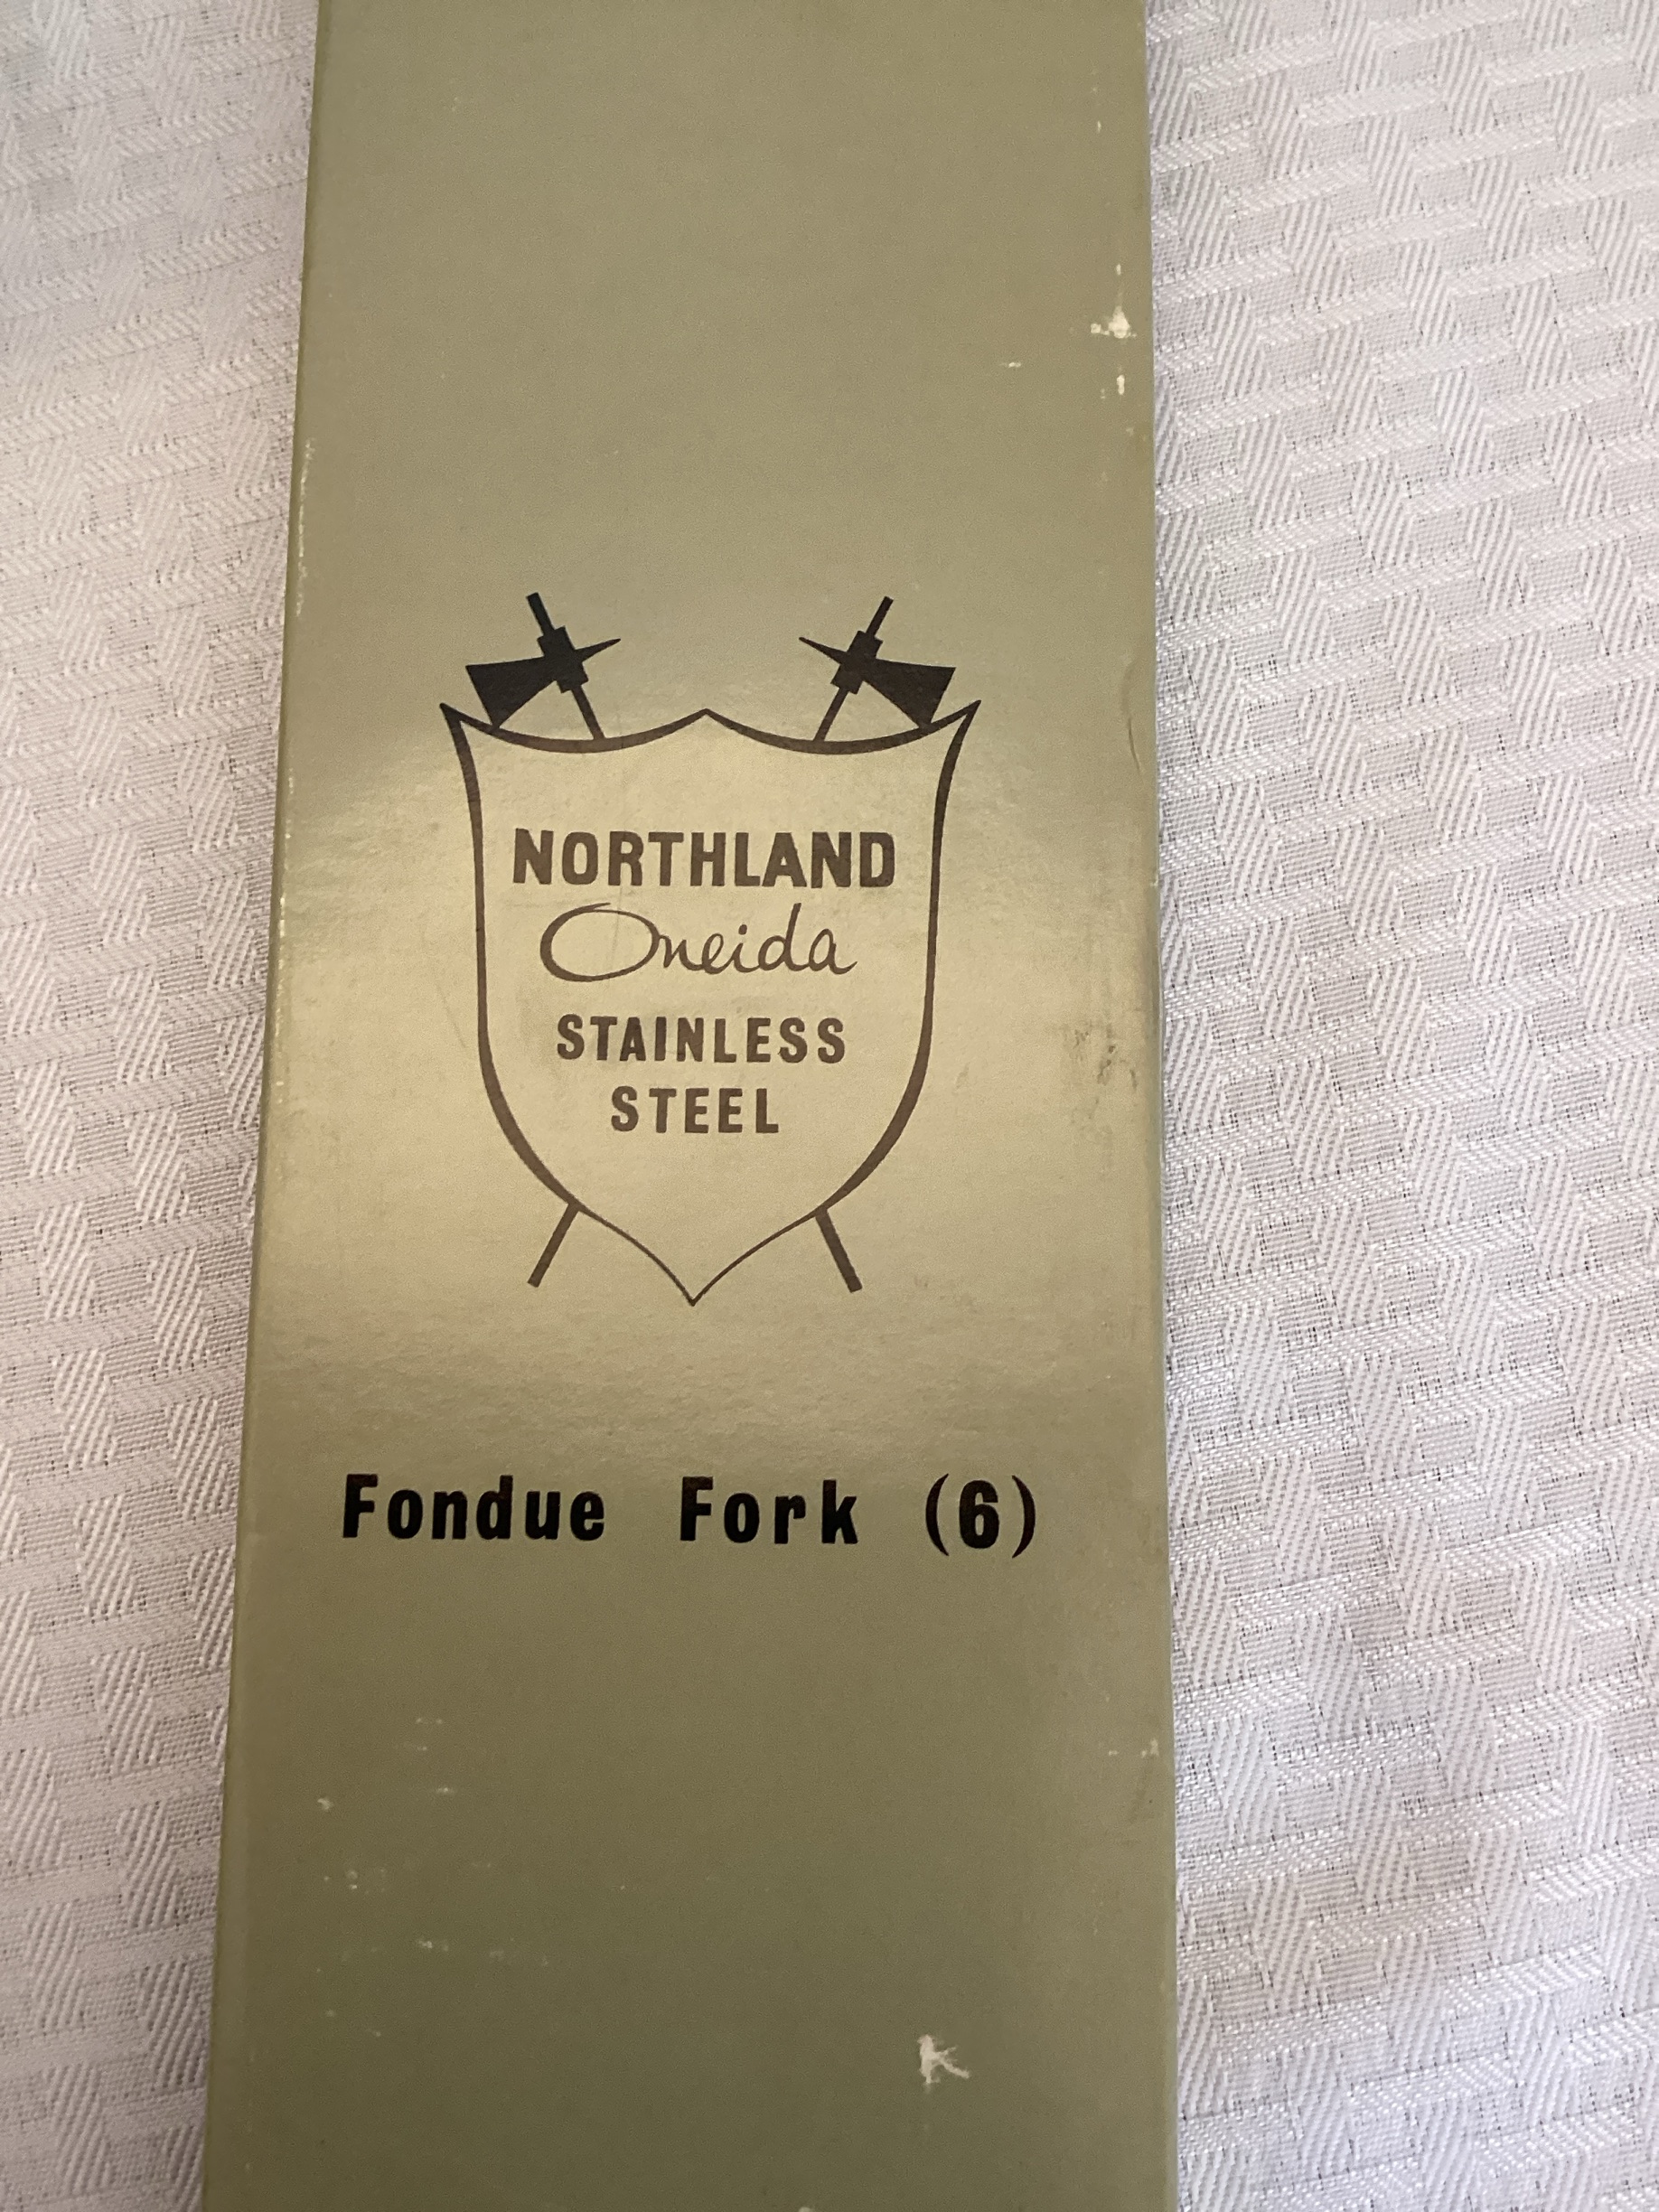 NORTHLAND
Oneida
STAINLESS
STEEL
Fondue Fork (6)